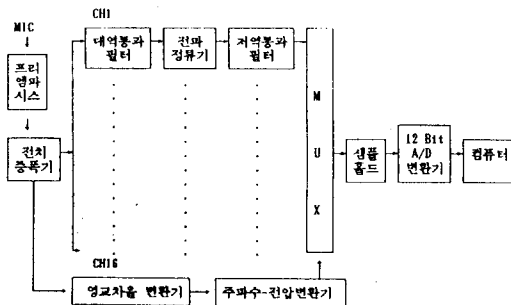 CH1
MIC
프리
엠파
시스
대역통과
필터
전파
정류기
저역통과
필터
M
U
X
전치
증폭기
샘플
홀드
12 Bit
A/D
변환기
컴퓨터
CH16
영교차율 변환기
주파수-전압변환기